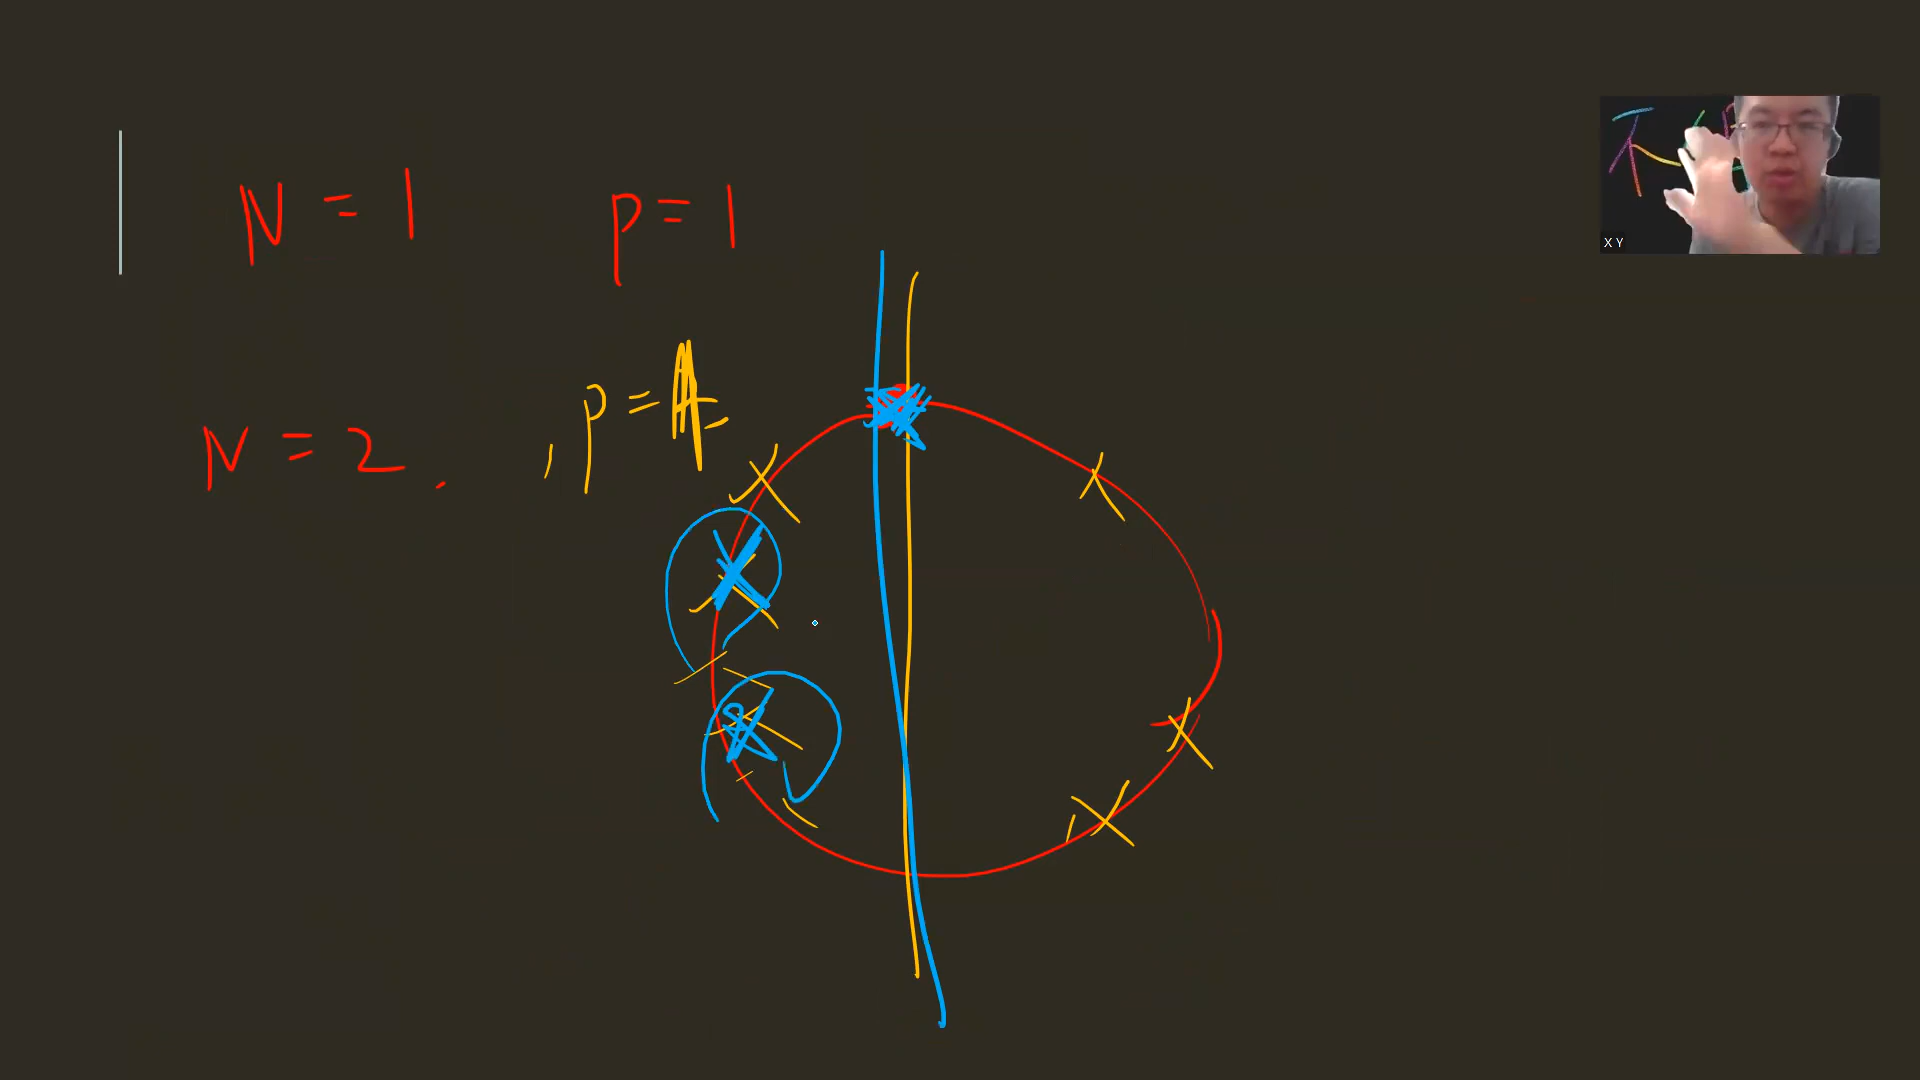 N = 1 p = 1
N = 2. , p =
X Y